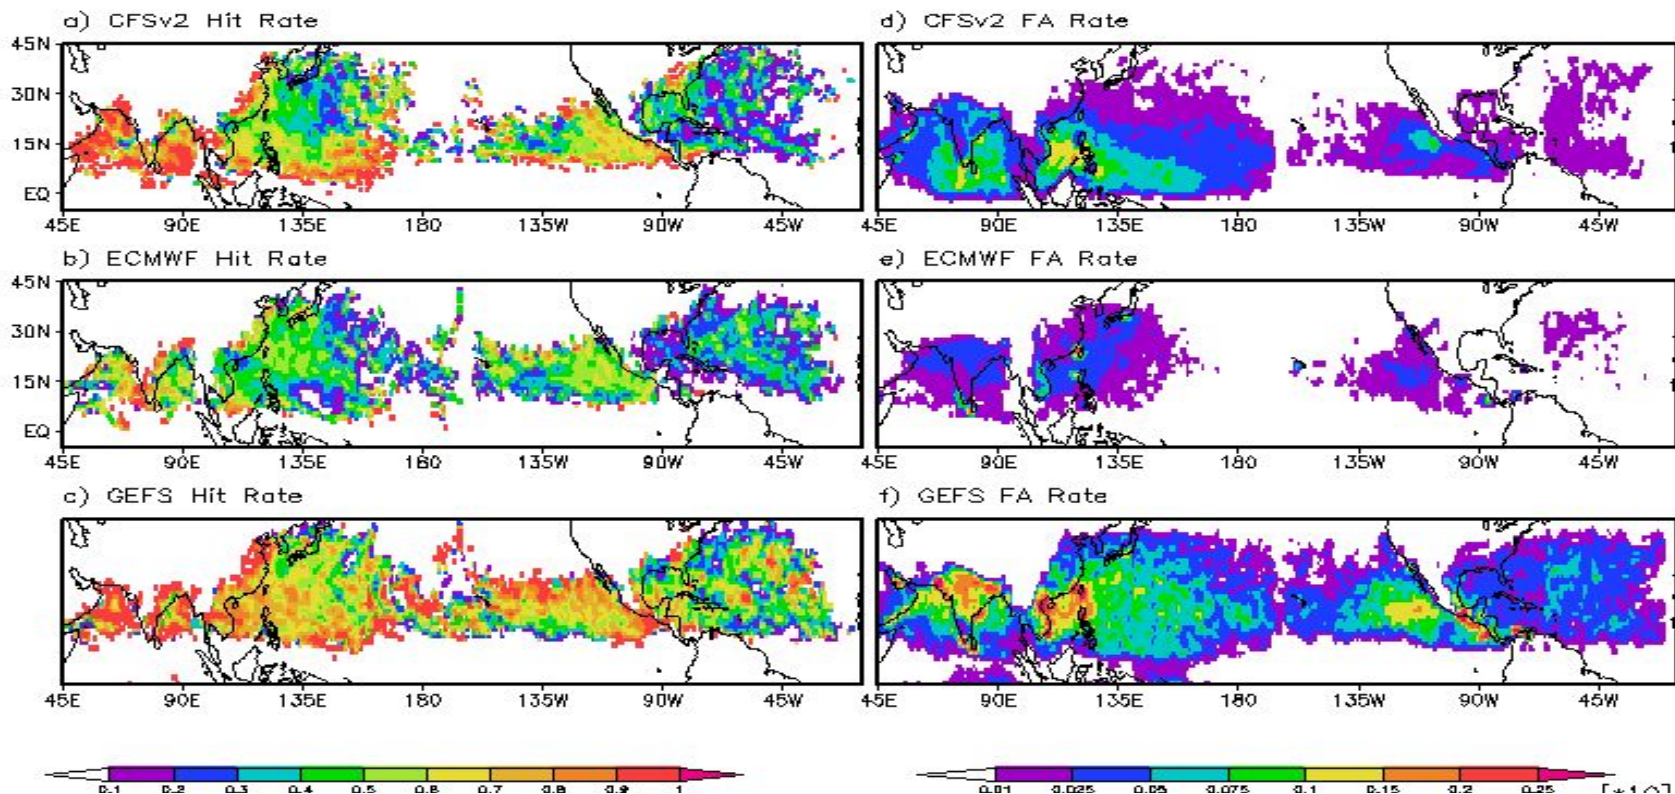 a) CFSv2 Hit Rate
45N
30N
15N
EQ
45E 90E 135E 180 135W 90W 45W
d) CFSv2 FA Rate
45E 90E 135E 180 135W 90W 45W
b) ECMWF Hit Rate
45N
30N
15N
EQ
45E 90E 135E 180 135W 90W 45W
e) ECMWF FA Rate
45E 90E 135E 180 135W 90W 45W
c) GEFS Hit Rate
45E 90E 135E 180 135W 90W 45W
f) GEFS FA Rate
45E 90E 135E 180 135W 90W 45W
0.1 0.2 0.3 0.4 0.5 0.6 0.7 0.8 0.9 1
0.01 0.025 0.05 0.075 0.1 0.15 0.2 0.25